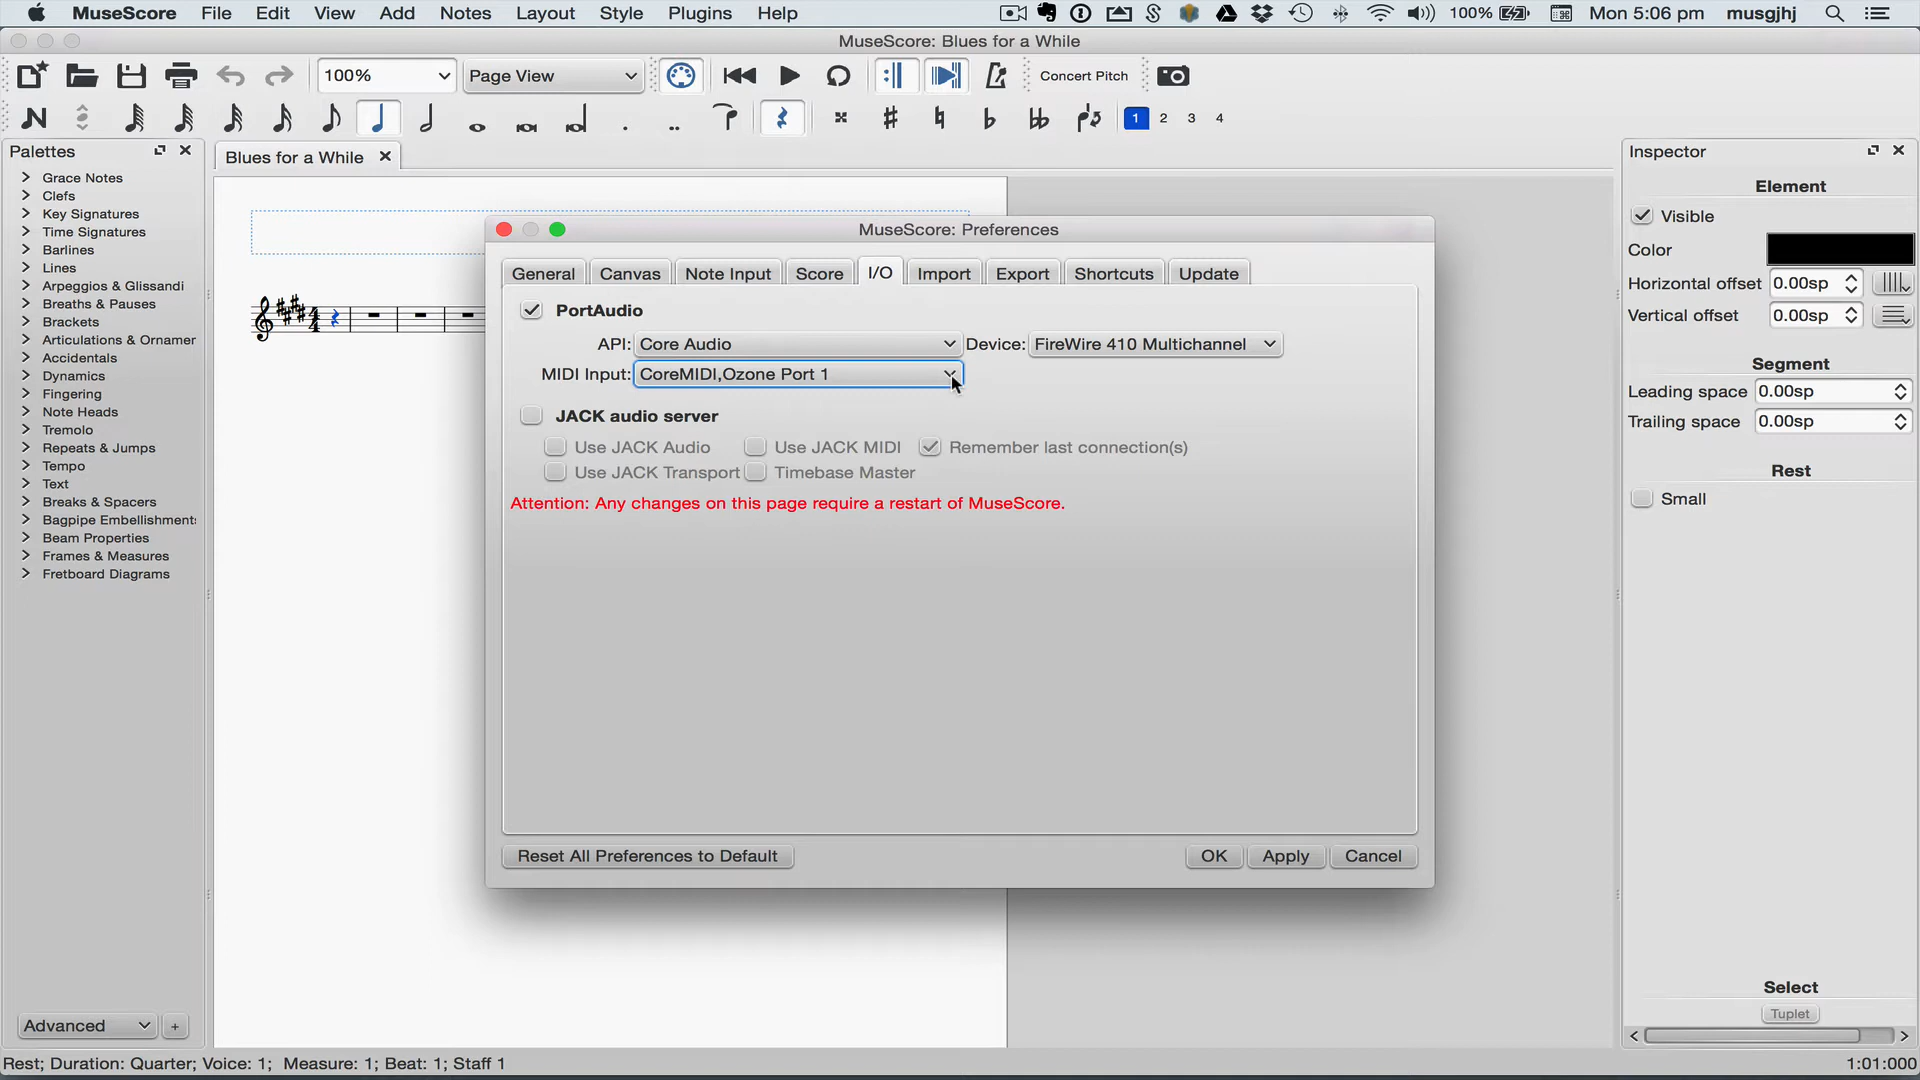 MuseScore File Edit View Add Notes Layout Style Plugins Help 100% Mon 5:06 pm musgjhj
MuseScore: Blues for a While
100% Page View Concert Pitch
1 2 3 4
Palettes
Grace Notes
Clefs
Key Signatures
Time Signatures
Barlines
Lines
Arpeggios & Glissandi
Breaths & Pauses
Brackets
Articulations & Ornamer
Accidentals
Dynamics
Fingering
Note Heads
Tremolo
Repeats & Jumps
Tempo
Text
Breaks & Spacers
Bagpipe Embellishments
Beam Properties
Frames & Measures
Fretboard Diagrams
Advanced +
Blues for a While
MuseScore: Preferences
General Canvas Note Input Score I/O Import Export Shortcuts Update
PortAudio
API: Core Audio Device: FireWire 410 Multichannel
MIDI Input: CoreMIDI,Ozone Port 1
JACK audio server
Use JACK Audio Use JACK MIDI Remember last connection(s)
Use JACK Transport Timebase Master
Attention: Any changes on this page require a restart of MuseScore.
Reset All Preferences to Default OK Apply Cancel
Inspector
Element
Visible
Color
Horizontal offset 0.00sp
Vertical offset 0.00sp
Segment
Leading space 0.00sp
Trailing space 0.00sp
Rest
Small
Select
Tuplet
Rest; Duration: Quarter; Voice: 1; Measure: 1; Beat: 1; Staff 1 1:01:000